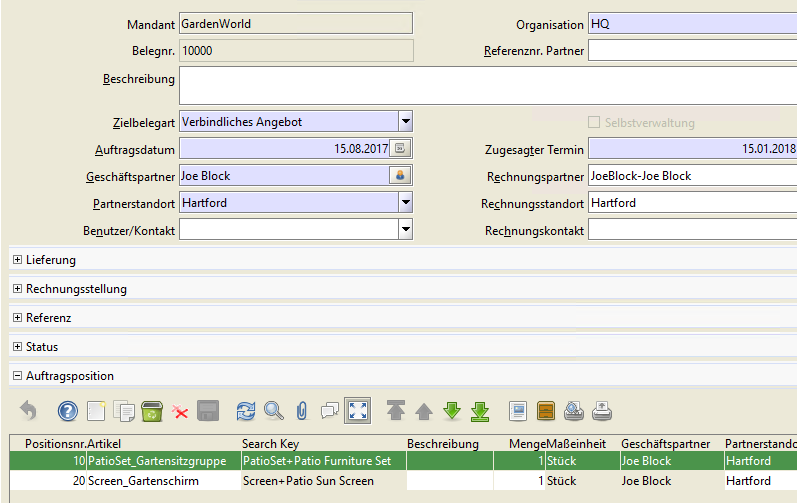 Mandant GardenWorld Organisation HQ
Belegnr. 10000 Referenznr. Partner
Beschreibung
Zielbelegart Verbindliches Angebot Selbstverwaltung
Auftragsdatum 15.08.2017 Zugesagter Termin 15.01.2018
Geschäftspartner Joe Block Rechnungspartner JoeBlock-Joe Block
Partnerstandort Hartford Rechnungsstandort Hartford
Benutzer/Kontakt Rechnungskontakt
Lieferung
Rechnungsstellung
Referenz
Status
Auftragsposition
Positionsnr. Artikel Search Key Beschreibung Menge Maßeinheit Geschäftspartner Partnerstando
10 PatioSet_Gartensitzgruppe PatioSet+Patio Furniture Set 1 Stück Joe Block Hartford
20 Screen_Gartenschirm Screen+Patio Sun Screen 1 Stück Joe Block Hartford